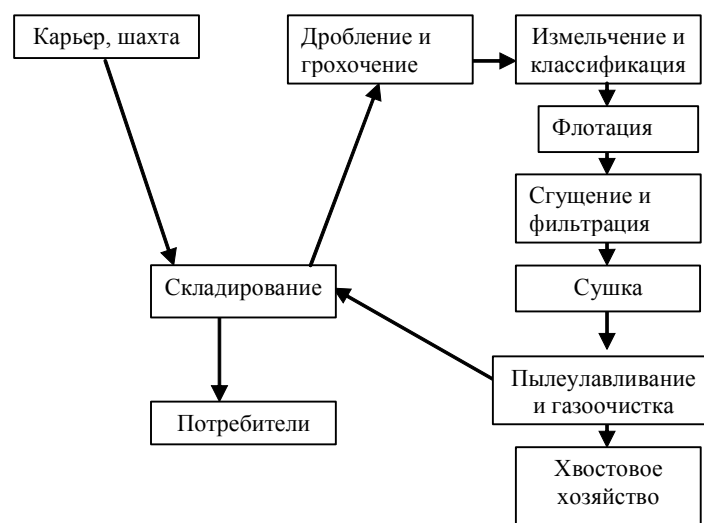 Карьер, шахта
Дробление и
грохочение
Измельчение и
классификация
Флотация
Сгущение и
фильтрация
Складирование
Сушка
Пылеулавливание
и газоочистка
Потребители
Хвостовое
хозяйство